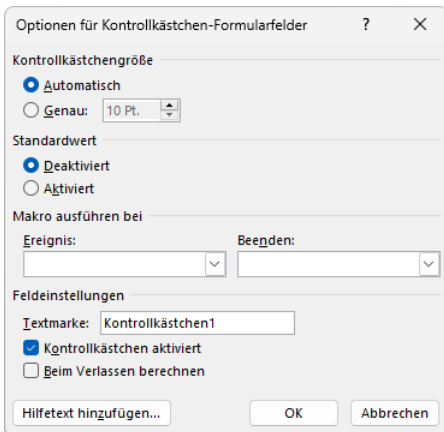 Optionen für Kontrollkästchen-Formularfelder ? ×
Kontrollkästchengröße
Automatisch
Genau: 10 Pt.
Standardwert
Deaktiviert
Aktiviert
Makro ausführen bei
Ereignis: Beenden:
Feldeinstellungen
Textmarke: Kontrollkästchen1
Kontrollkästchen aktiviert
Beim Verlassen berechnen
Hilfetext hinzufügen... OK Abbrechen